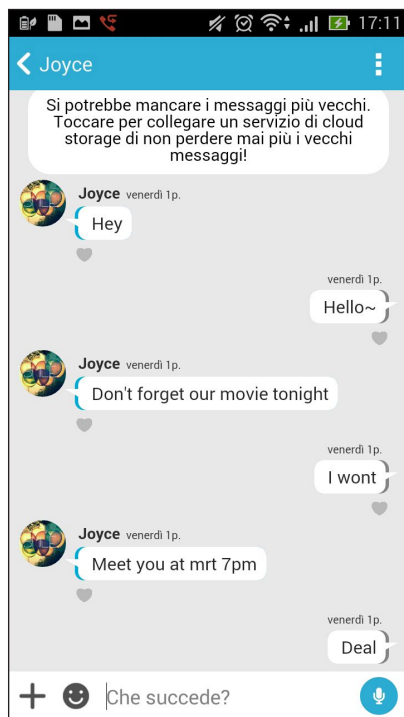 17:11
Joyce
Si potrebbe mancare i messaggi più vecchi.
Toccare per collegare un servizio di cloud
storage di non perdere mai più i vecchi
messaggi!
Joyce venerdì 1p.
Hey
venerdì 1p.
Hello~
Joyce venerdì 1p.
Don't forget our movie tonight
venerdì 1p.
I wont
Joyce venerdì 1p.
Meet you at mrt 7pm
venerdì 1p.
Deal
Che succede?